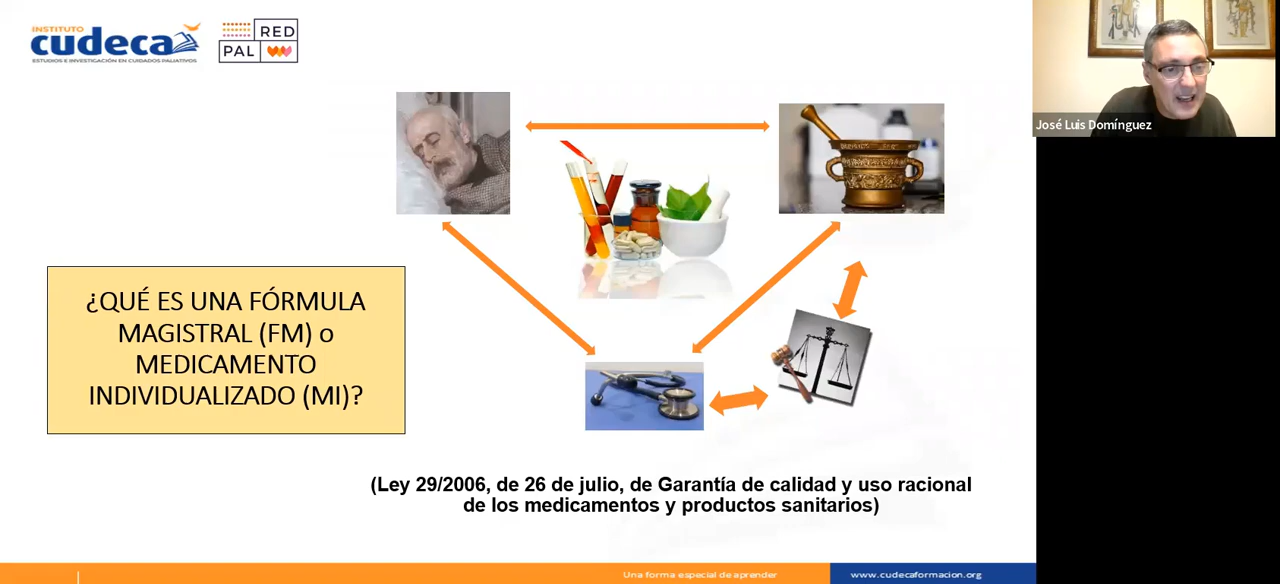 INSTITUTO
cudeca
ESTUDIOS E INVESTIGACIÓN EN CUIDADOS PALIATIVOS
RED
PAL
José Luis Domínguez
¿QUÉ ES UNA FÓRMULA
MAGISTRAL (FM) o
MEDICAMENTO
INDIVIDUALIZADO (MI)?
(Ley 29/2006, de 26 de julio, de Garantía de calidad y uso racional
de los medicamentos y productos sanitarios)
Una forma especial de aprender
www.cudecaformacion.org